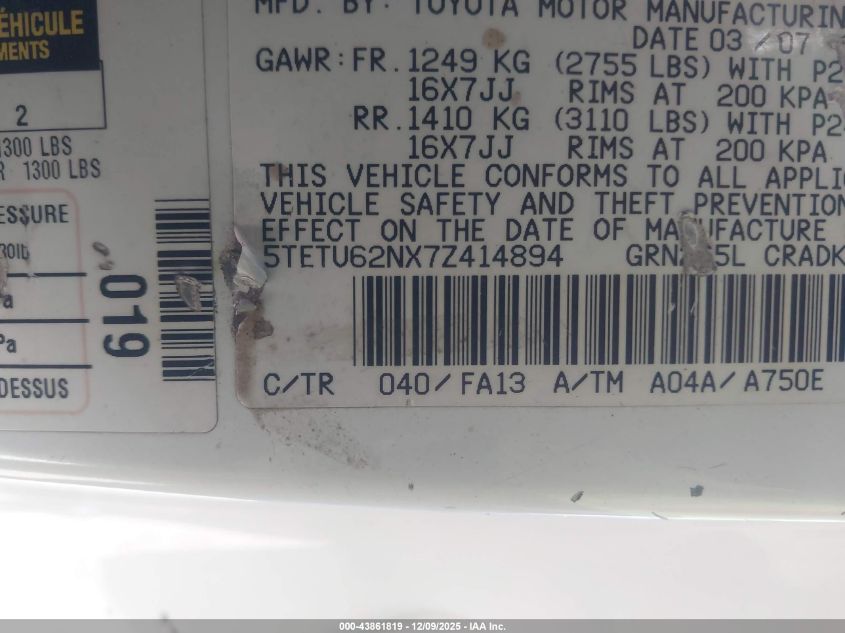 ÉHICULE
MENTS
2
1300 LBS
R 1300 LBS
ESSURE
a
Pa
DESSUS
019
MFD. BY: TOYOTA MOTOR MANUFACTURIN
DATE 03 / 07
GAWR: FR. 1249 KG (2755 LBS) WITH P2
16X7JJ RIMS AT 200 KPA
RR. 1410 KG (3110 LBS) WITH P2
16X7JJ RIMS AT 200 KPA
THIS VEHICLE CONFORMS TO ALL APPLI
VEHICLE SAFETY AND THEFT PREVENTION
EFFECT ON THE DATE OF MANUFACTURE
5TETU62NX7Z414894 CRADK
C/TR 040/ FA13 A/TM A04A/ A750E
000-43861819 - 12/09/2025 - IAA Inc.